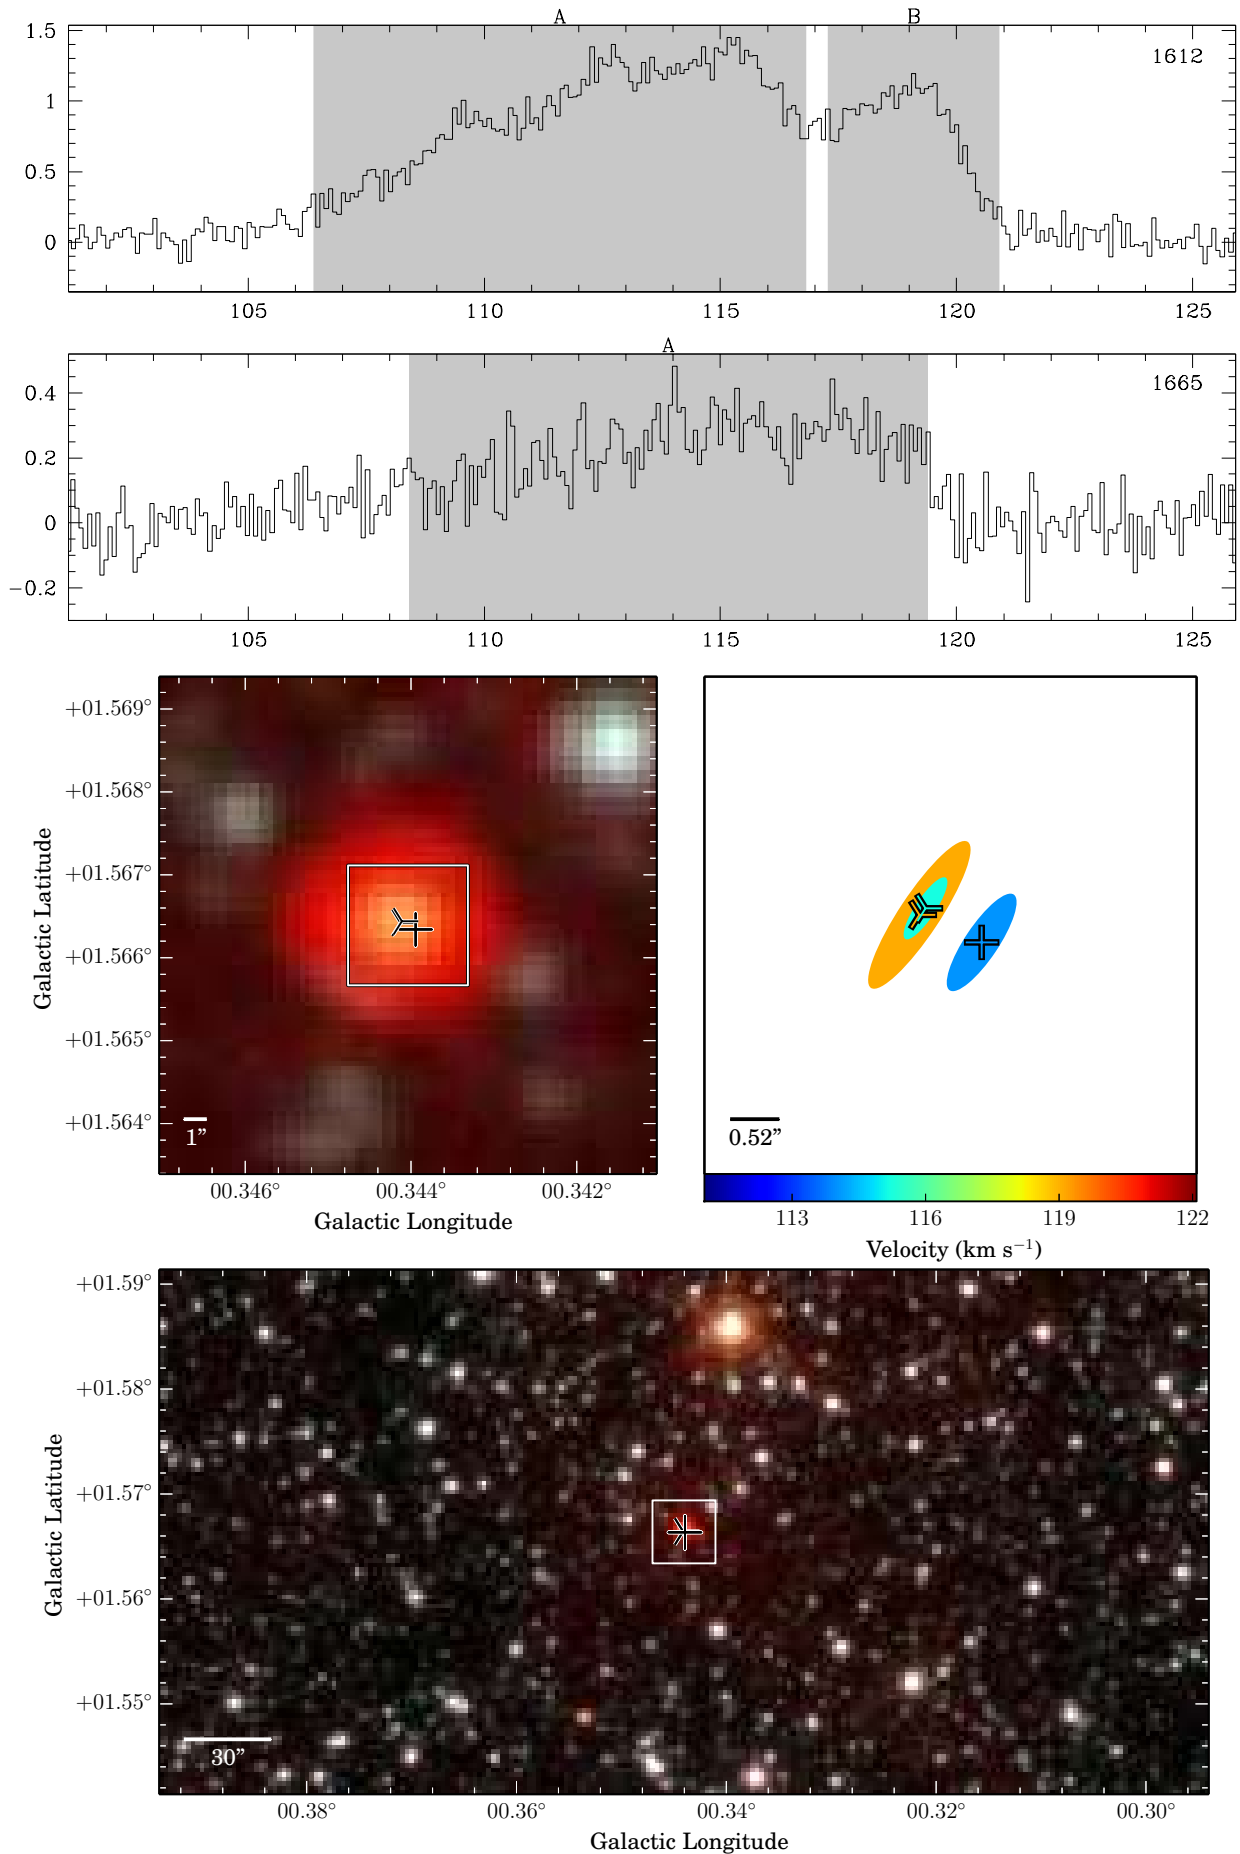 A B
1.5
1612
1
0.5
0
105 110 115 120 125
A
0.4
1665
0.2
0
−0.2
105 110 115 120 125
+01.569°
+01.568°
+01.567°
+01.566°
+01.565°
+01.564°
Galactic Latitude
1”
00.346° 00.344° 00.342°
Galactic Longitude
0.52”
113 116 119 122
Velocity (km s−1)
+01.59°
+01.58°
+01.57°
+01.56°
+01.55°
Galactic Latitude
30”
00.38° 00.36° 00.34° 00.32° 00.30°
Galactic Longitude